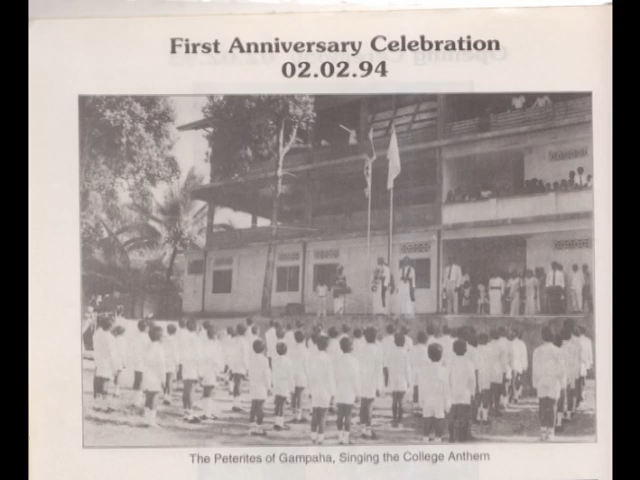 First Anniversary Celebration
02.02.94
The Peterites of Gampaha, Singing the College Anthem